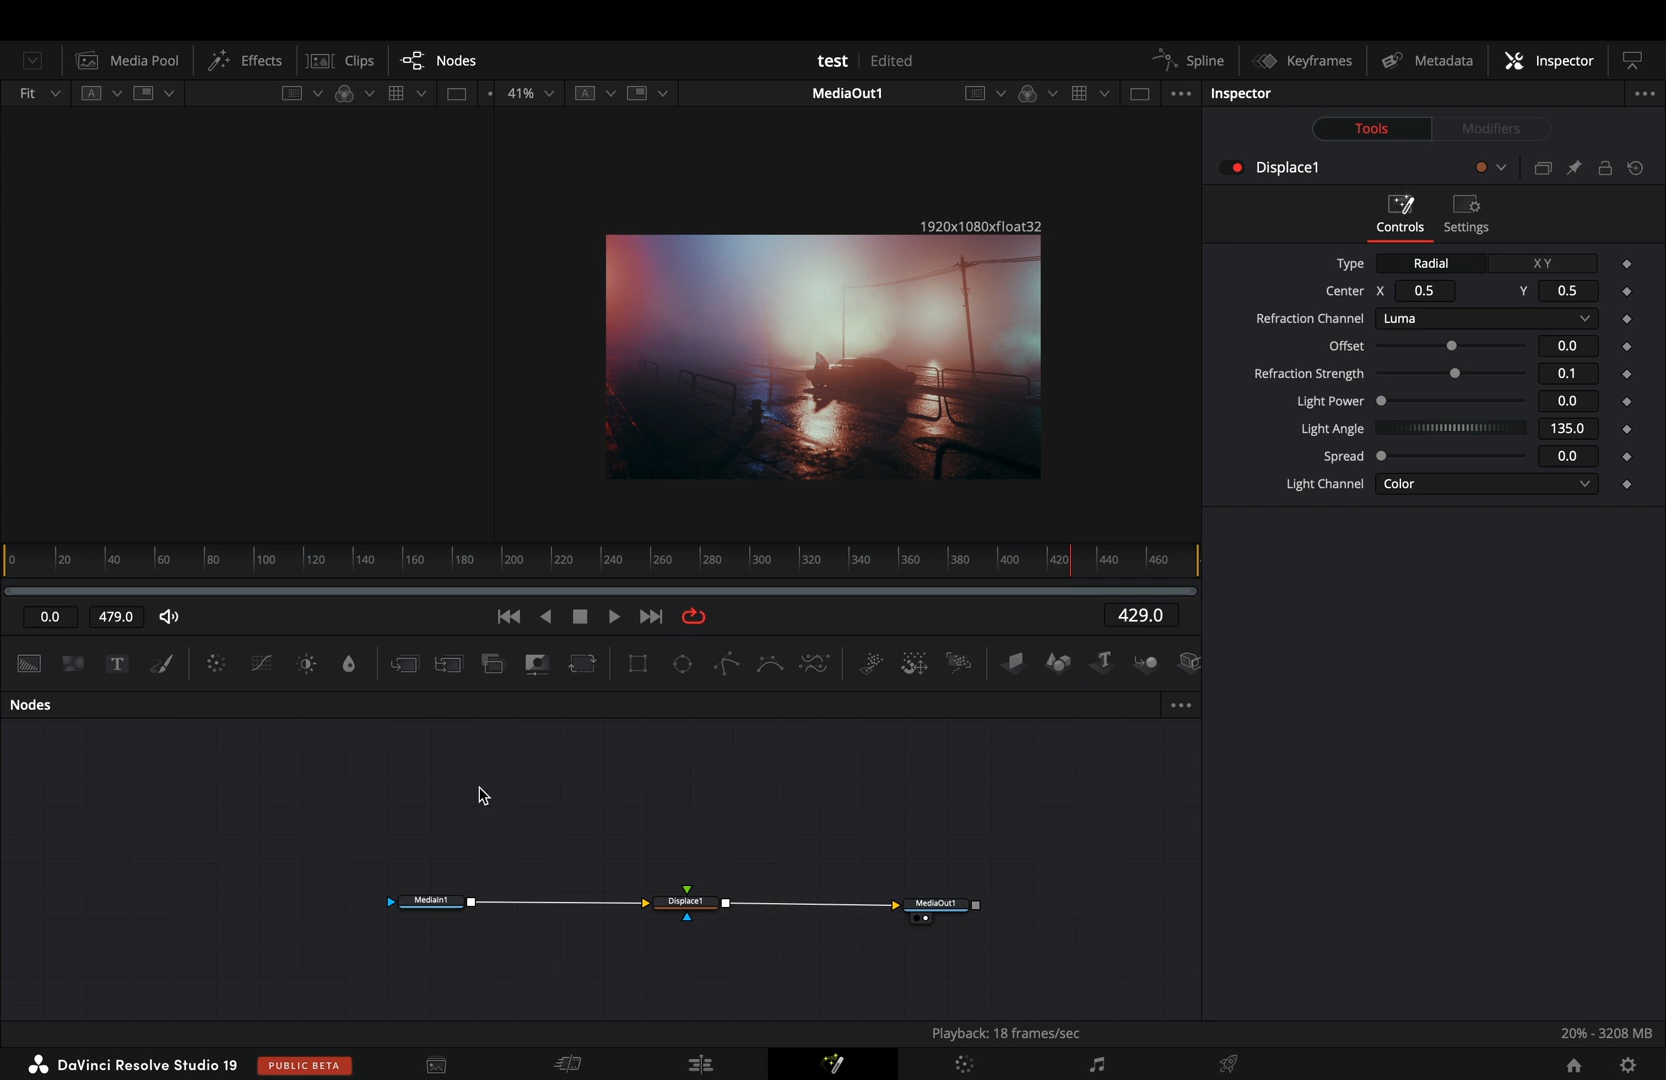 Media Pool Effects Clips Nodes test Edited Spline Keyframes Metadata Inspector
Fit A 41% A MediaOut1 Inspector
Tools Modifiers
Displace1
Controls Settings
1920x1080xfloat32
Type Radial X Y
Center X 0.5 Y 0.5
Refraction Channel Luma
Offset 0.0
Refraction Strength 0.1
Light Power 0.0
Light Angle 135.0
Spread 0.0
Light Channel Color
0 20 40 60 80 100 120 140 160 180 200 220 240 260 280 300 320 340 360 380 400 420 440 460
0.0 479.0 429.0
T T
Nodes
MediaIn1 Displace1 MediaOut1
Playback: 18 frames/sec 20% - 3208 MB
DaVinci Resolve Studio 19 PUBLIC BETA